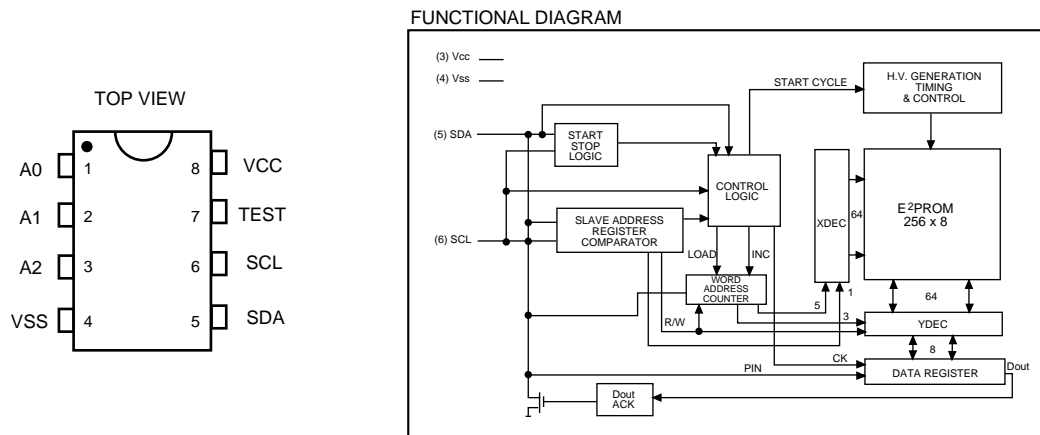 FUNCTIONAL DIAGRAM
TOP VIEW
A0
A1
A2
VSS
1
2
3
4
8
7
6
5
VCC
TEST
SCL
SDA
(3) Vcc
(4) Vss
(5) SDA
(6) SCL
START
STOP
LOGIC
SLAVE ADDRESS
REGISTER
COMPARATOR
CONTROL
LOGIC
START CYCLE
H.V. GENERATION
TIMING
& CONTROL
XDEC
64
E²PROM
256 x 8
LOAD
INC
WORD
ADDRESS
COUNTER
R/W
5
1
3
64
YDEC
8
CK
PIN
DATA REGISTER
Dout
Dout
ACK